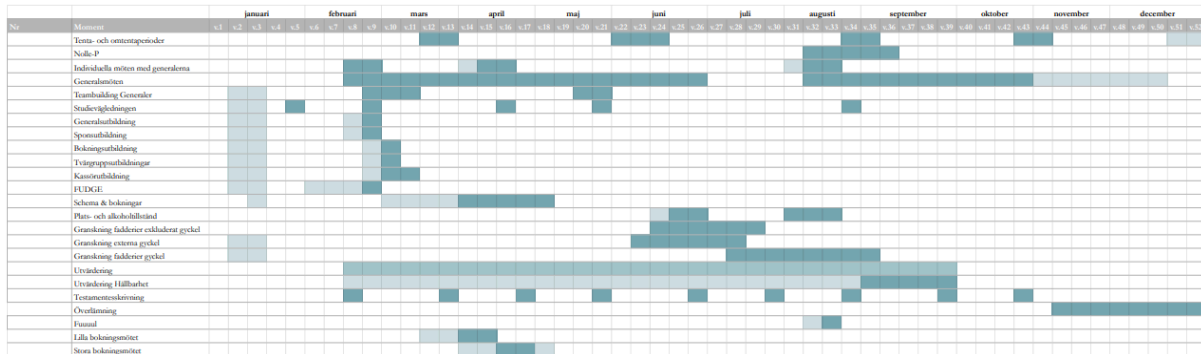 januari februari mars april maj juni juli augusti september oktober november december
Nr Moment v.1 v.2 v.3 v.4 v.5 v.6 v.7 v.8 v.9 v.10 v.11 v.12 v.13 v.14 v.15 v.16 v.17 v.18 v.19 v.20 v.21 v.22 v.23 v.24 v.25 v.26 v.27 v.28 v.29 v.30 v.31 v.32 v.33 v.34 v.35 v.36 v.37 v.38 v.39 v.40 v.41 v.42 v.43 v.44 v.45 v.46 v.47 v.48 v.49 v.50 v.51 v.52
Tenta- och omtentaperioder
Nolle-P
Individuella möten med generalerna
Generalsmöten
Teambuilding Generaler
Studievägledningen
Generalsutbildning
Sponsutbildning
Bokningsutbildning
Tvärgruppsutbildningar
Kassörutbildning
FUDGE
Schema & bokningar
Plats- och alkoholtillstånd
Granskning fadderier exkluderat gyckel
Granskning externa gyckel
Granskning fadderier gyckel
Utvärdering
Utvärdering Hållbarhet
Testamentesskrivning
Överlämning
Fuuuul
Lilla bokningsmötet
Stora bokningsmötet